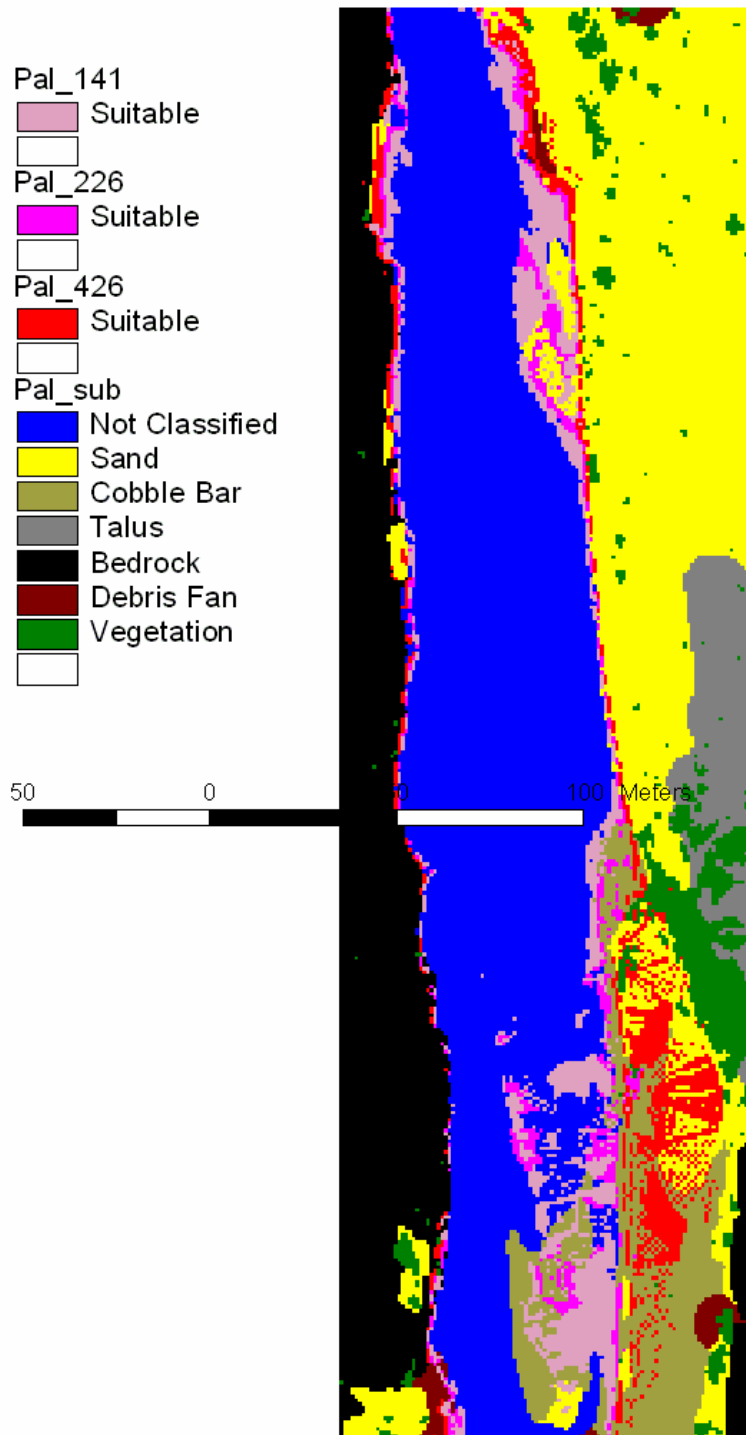 Pal_141
Suitable
Pal_226
Suitable
Pal_426
Suitable
Pal_sub
Not Classified
Sand
Cobble Bar
Talus
Bedrock
Debris Fan
Vegetation
50 0 0 100 Meters